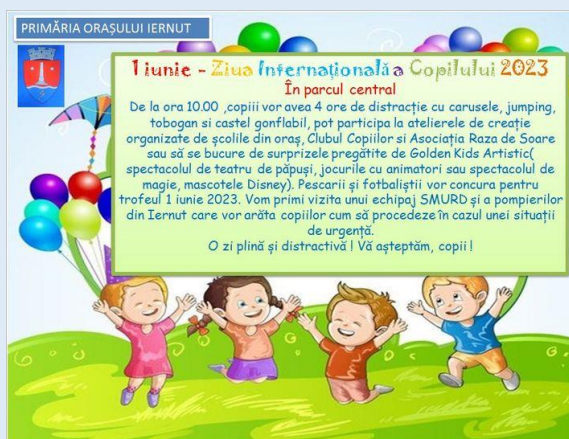 PRIMĂRIA ORAȘULUI IERNUT
1 iunie - Ziua Internațională a Copilului 2023
În parcul central
De la ora 10.00 ,copiii vor avea 4 ore de distracție cu carusele, jumping,
tobogan si castel gonflabil, pot participa la atelierele de creație
organizate de școlile din oraș, Clubul Copiilor si Asociația Raza de Soare
sau să se bucure de surprizele pregătite de Golden Kids Artistic(
spectacolul de teatru de păpuși, jocurile cu animatori sau spectacolul de
magie, mascotele Disney). Pescarii și fotbaliștii vor concura pentru
trofeul 1 iunie 2023. Vom primi vizita unui echipaj SMURD și a pompierilor
din Iernut care vor arăta copiilor cum să procedeze în cazul unei situații
de urgență.
O zi plină și distractivă ! Vă așteptăm, copii !